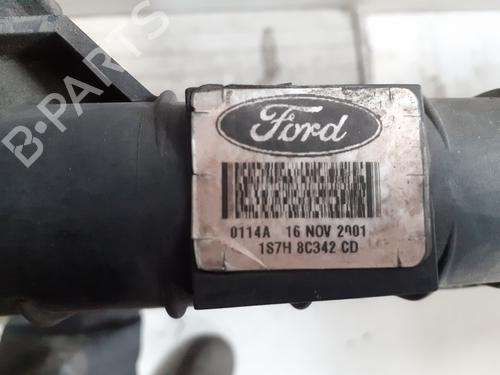 B-PARTS
Ford
0114A 16 NOV 2001
1S7H 8C342 CD